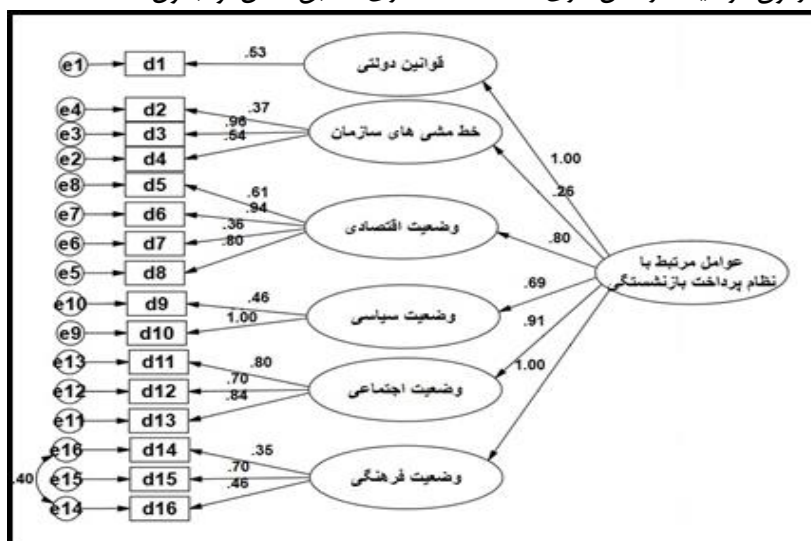 e1 d1 .53 قوانین دولتی
e4 d2 .37
e3 d3 .96 خط مشی های سازمان
e2 d4 .54
e8 d5 .61
e7 d6 .94
e6 d7 .36 وضعیت اقتصادی
e5 d8 .80
e10 d9 .46
e9 d10 1.00 وضعیت سیاسی
e13 d11 .80
e12 d12 .70 وضعیت اجتماعی
e11 d13 .84
e16 d14 .35
.40 e15 d15 .70 وضعیت فرهنگی
e14 d16 .46
1.00
.26
.80
.69
.91
1.00
عوامل مرتبط با
نظام پرداخت بازنشستگی